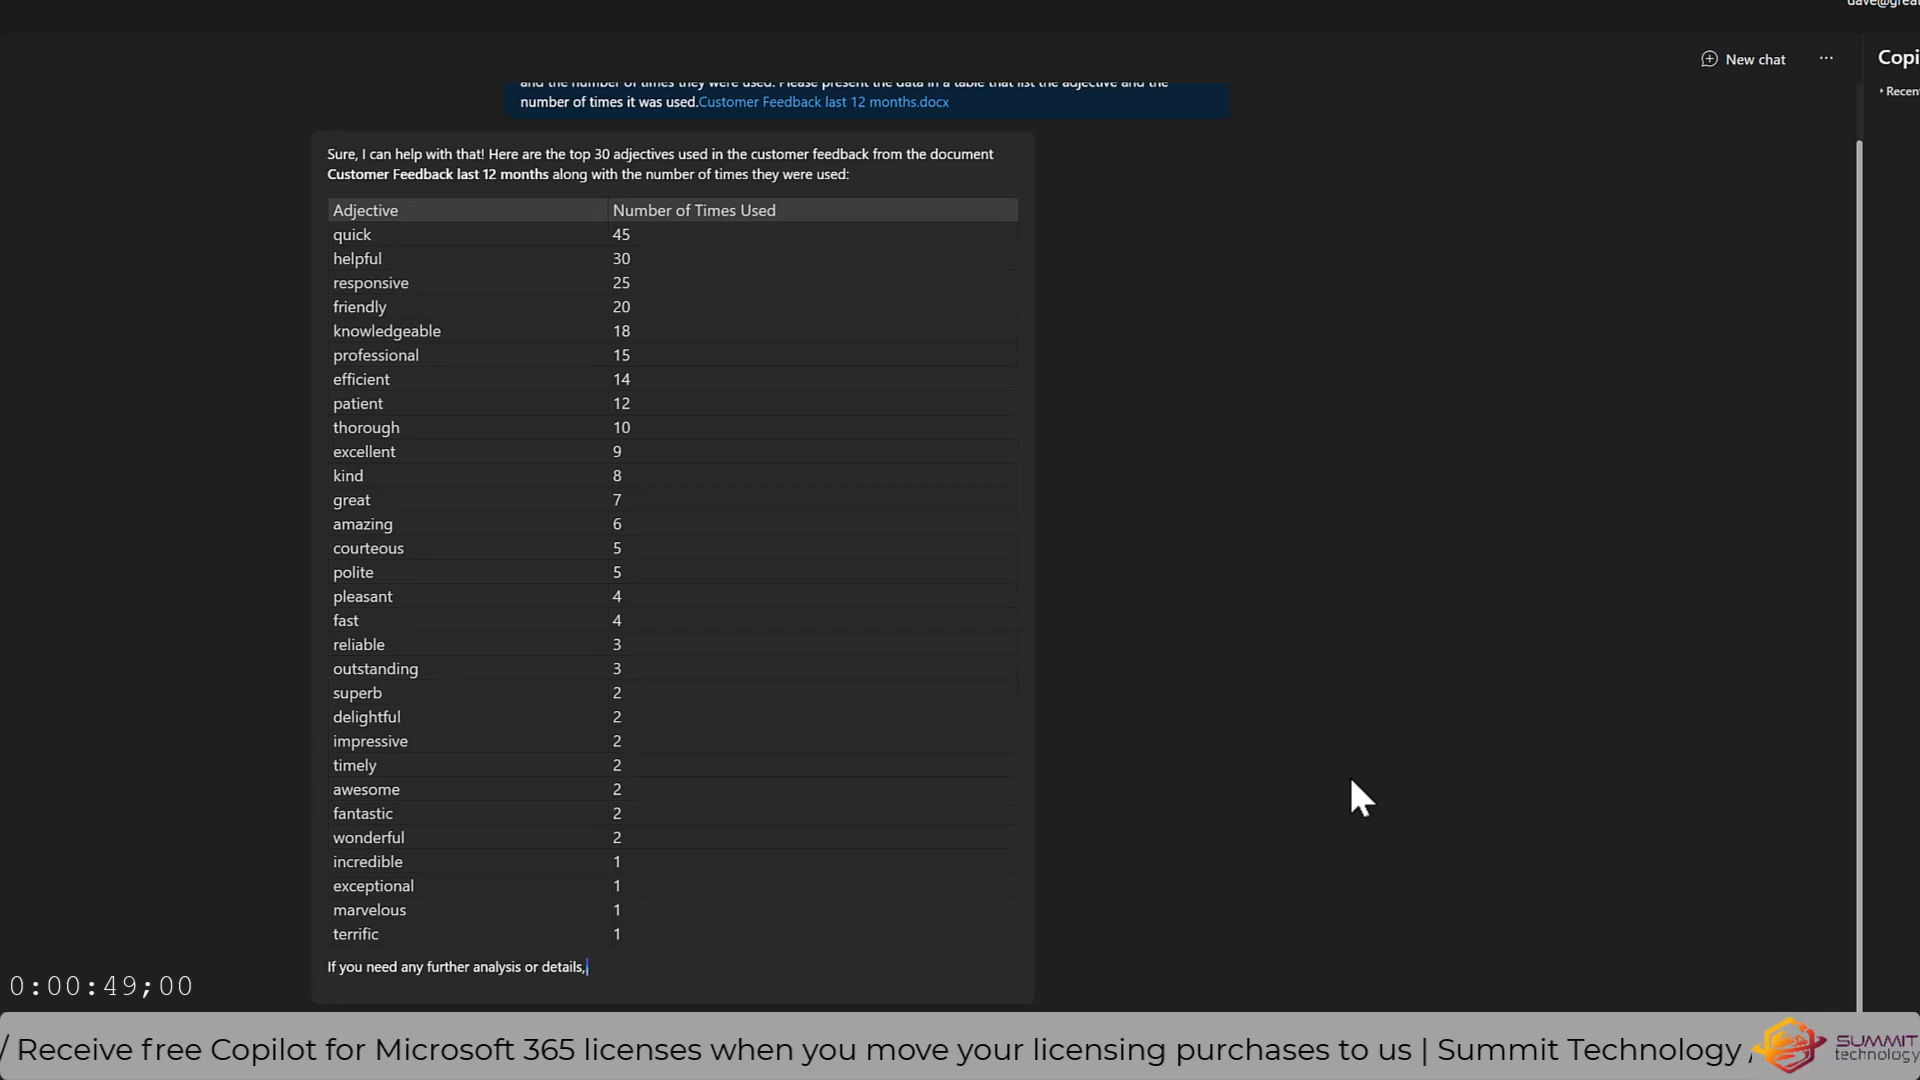 New chat
and the number of times they were used. Please present the data in a table that list the adjective and the
number of times it was used.Customer Feedback last 12 months.docx
Sure, I can help with that! Here are the top 30 adjectives used in the customer feedback from the document
Customer Feedback last 12 months along with the number of times they were used:
Adjective Number of Times Used
quick 45
helpful 30
responsive 25
friendly 20
knowledgeable 18
professional 15
efficient 14
patient 12
thorough 10
excellent 9
kind 8
great 7
amazing 6
courteous 5
polite 5
pleasant 4
fast 4
reliable 3
outstanding 3
superb 2
delightful 2
impressive 2
timely 2
awesome 2
fantastic 2
wonderful 2
incredible 1
exceptional 1
marvelous 1
terrific 1
If you need any further analysis or details,
0:00:49;00
/ Receive free Copilot for Microsoft 365 licenses when you move your licensing purchases to us | Summit Technology /
SUMMIT
technology